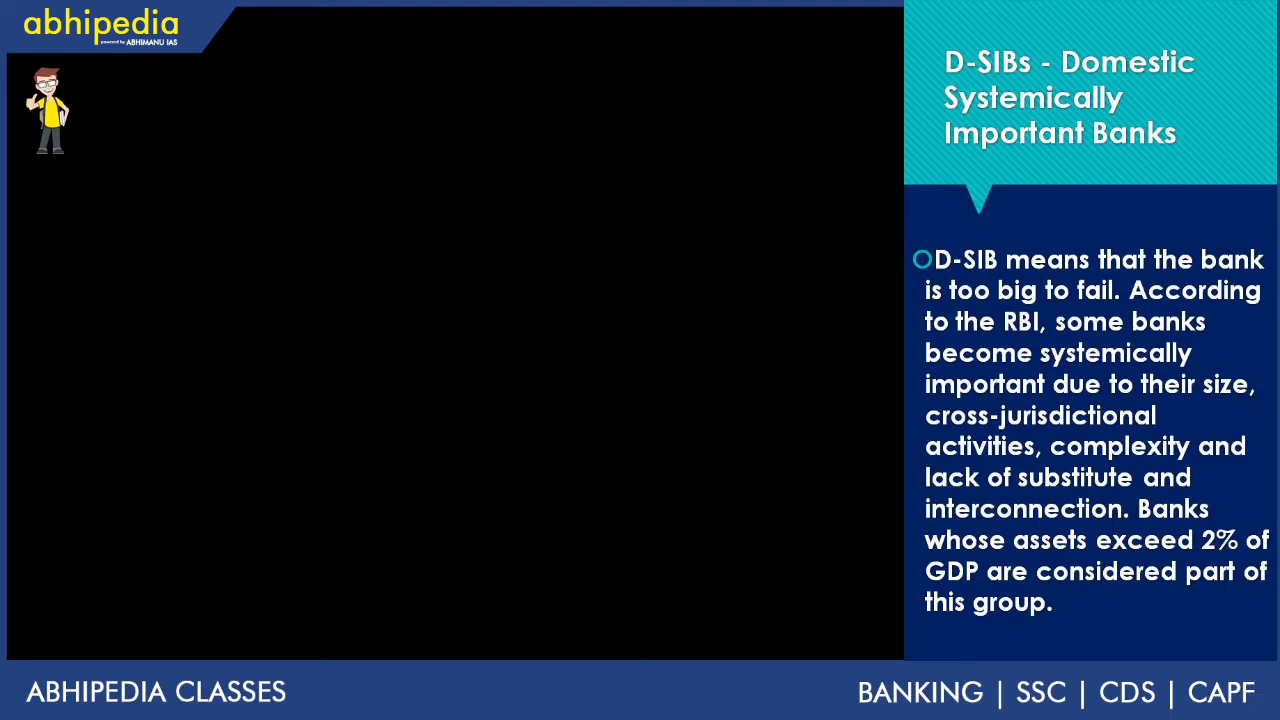 abhipedia
powered by ABHIMANU IAS
D-SIBs - Domestic
Systemically
Important Banks
D-SIB means that the bank
is too big to fail. According
to the RBI, some banks
become systemically
important due to their size,
cross-jurisdictional
activities, complexity and
lack of substitute and
interconnection. Banks
whose assets exceed 2% of
GDP are considered part of
this group.
ABHIPEDIA CLASSES
BANKING | SSC | CDS | CAPF